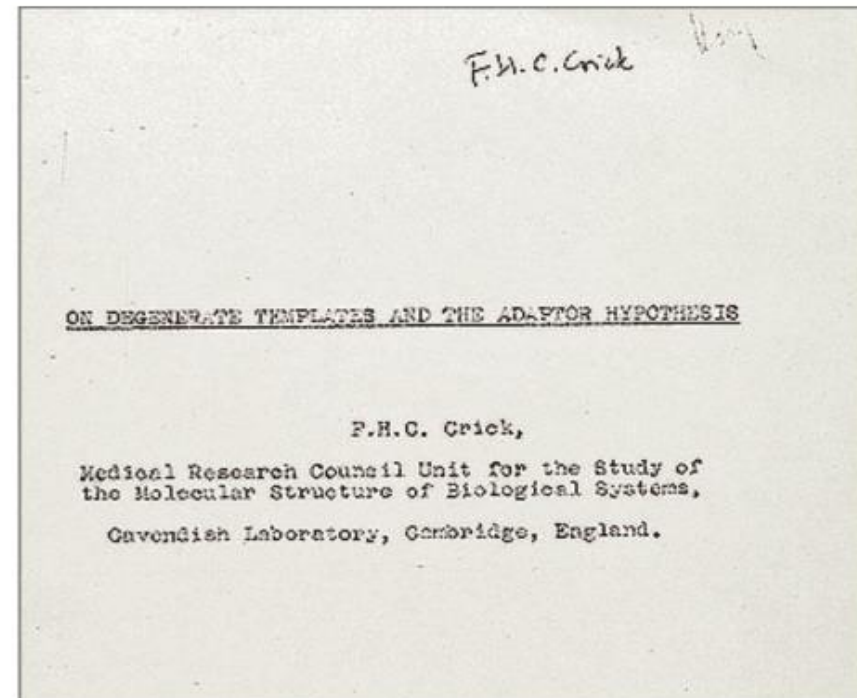 F.H.C. Crick
ON DEGENERATE TEMPLATES AND THE ADAPTOR HYPOTHESIS
F.H.C. Crick,
Medical Research Council Unit for the Study of
the Molecular Structure of Biological Systems,
Cavendish Laboratory, Cambridge, England.